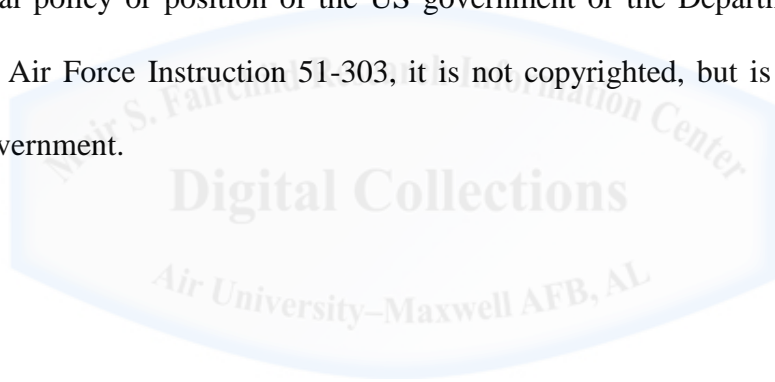 al policy or position of the US government or the Departm
Air Force Instruction 51-303, it is not copyrighted, but is
vernment.
Muir S. Fairchild Research Information Center
Digital Collections
Air University–Maxwell AFB, AL